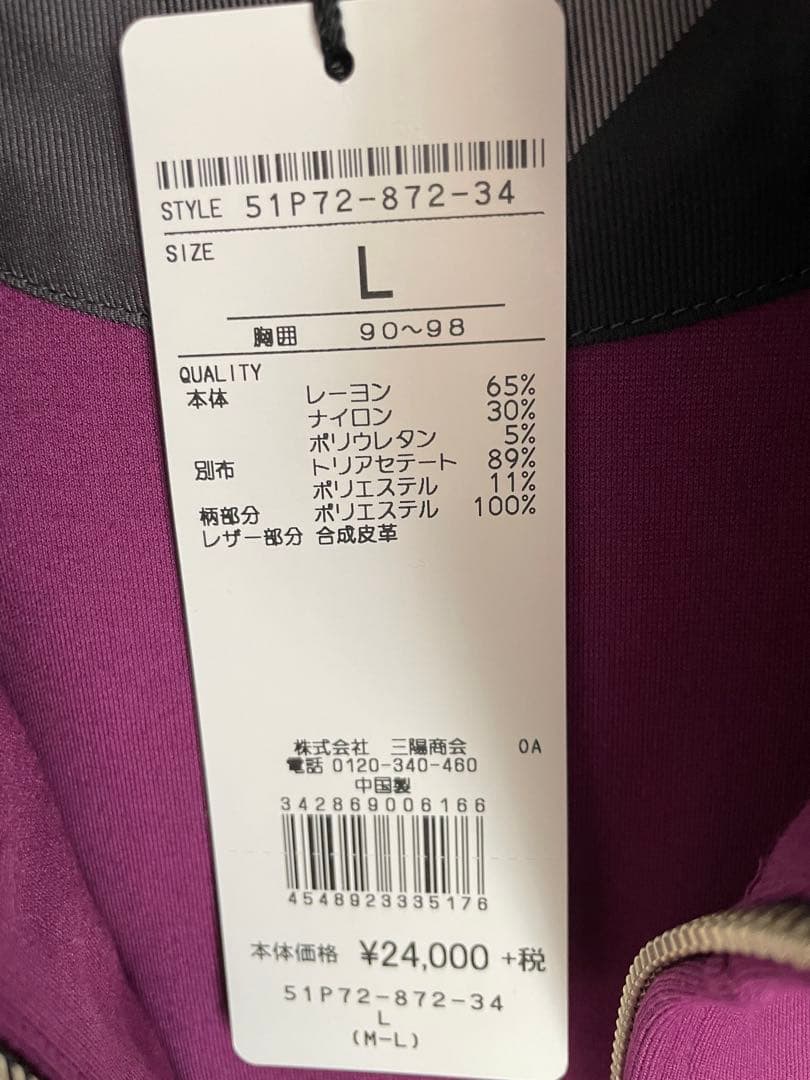 STYLE 51P72-872-34
SIZE
L
胸囲 90～98
QUALITY
本体 レーヨン 65%
ナイロン 30%
ポリウレタン 5%
別布 トリアセテート 89%
ポリエステル 11%
柄部分 ポリエステル 100%
レザー部分 合成皮革
株式会社 三陽商会 0A
電話 0120-340-460
中国製
342869006166
4548923335176
本体価格 ¥24,000 +税
51P72-872-34
L
(M-L)